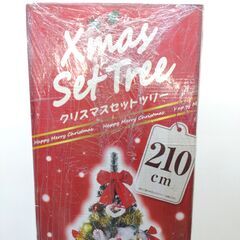 Xmas
Set Tree
クリスマスセットツリー
Happy Merry Christmas
Happy Merry Christmas
210
cm